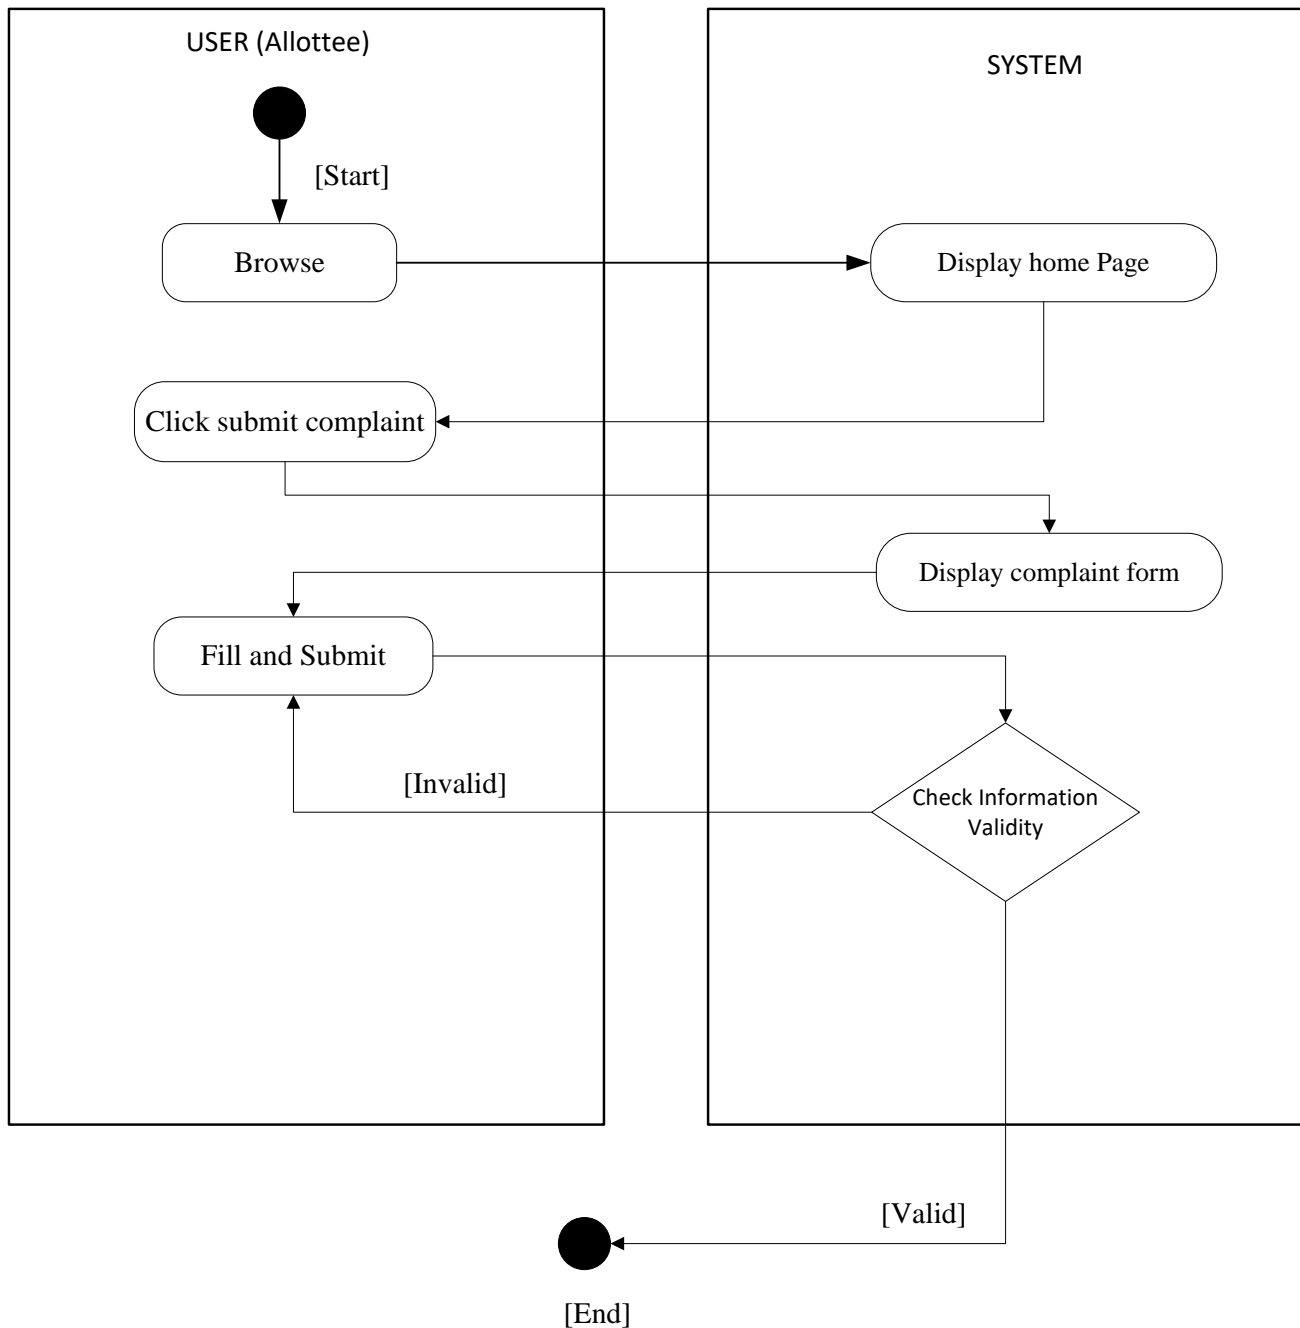 USER (Allottee)
SYSTEM
[Start]
Browse
Display home Page
Click submit complaint
Display complaint form
Fill and Submit
[Invalid]
Check Information
Validity
[Valid]
[End]